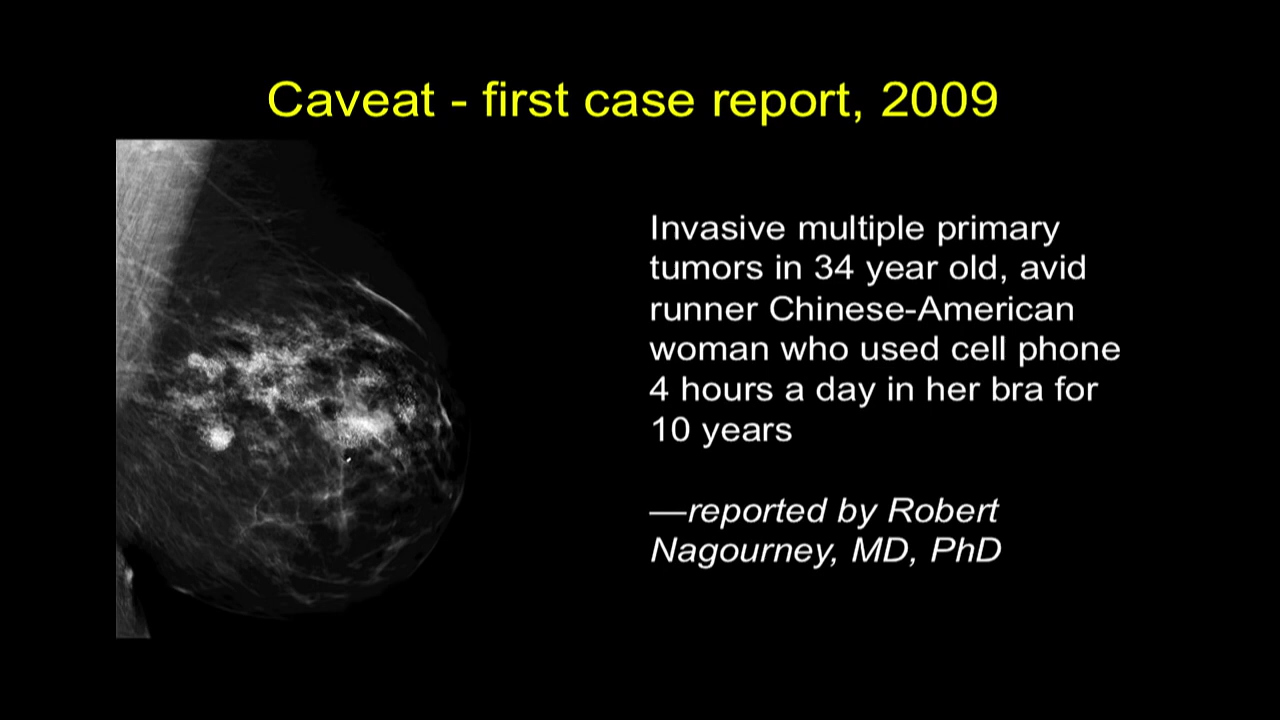 Caveat - first case report, 2009
Invasive multiple primary
tumors in 34 year old, avid
runner Chinese-American
woman who used cell phone
4 hours a day in her bra for
10 years
—reported by Robert
Nagourney, MD, PhD